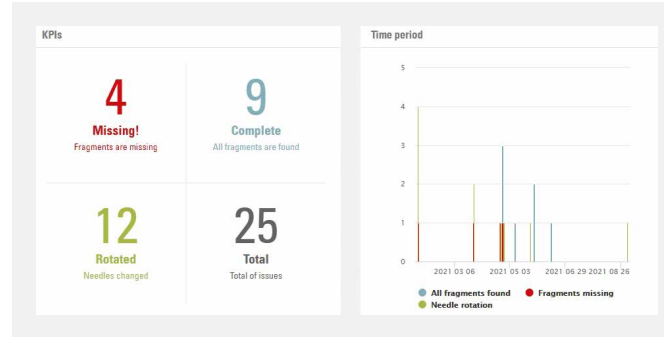 KPIs
4
Missing!
Fragments are missing
9
Complete
All fragments are found
12
Rotated
Needles changed
25
Total
Total of issues
Time period
5
4
3
2
1
0
2021 03 06 2021 05 03 2021 06 29 2021 08 26
All fragments found Fragments missing
Needle rotation